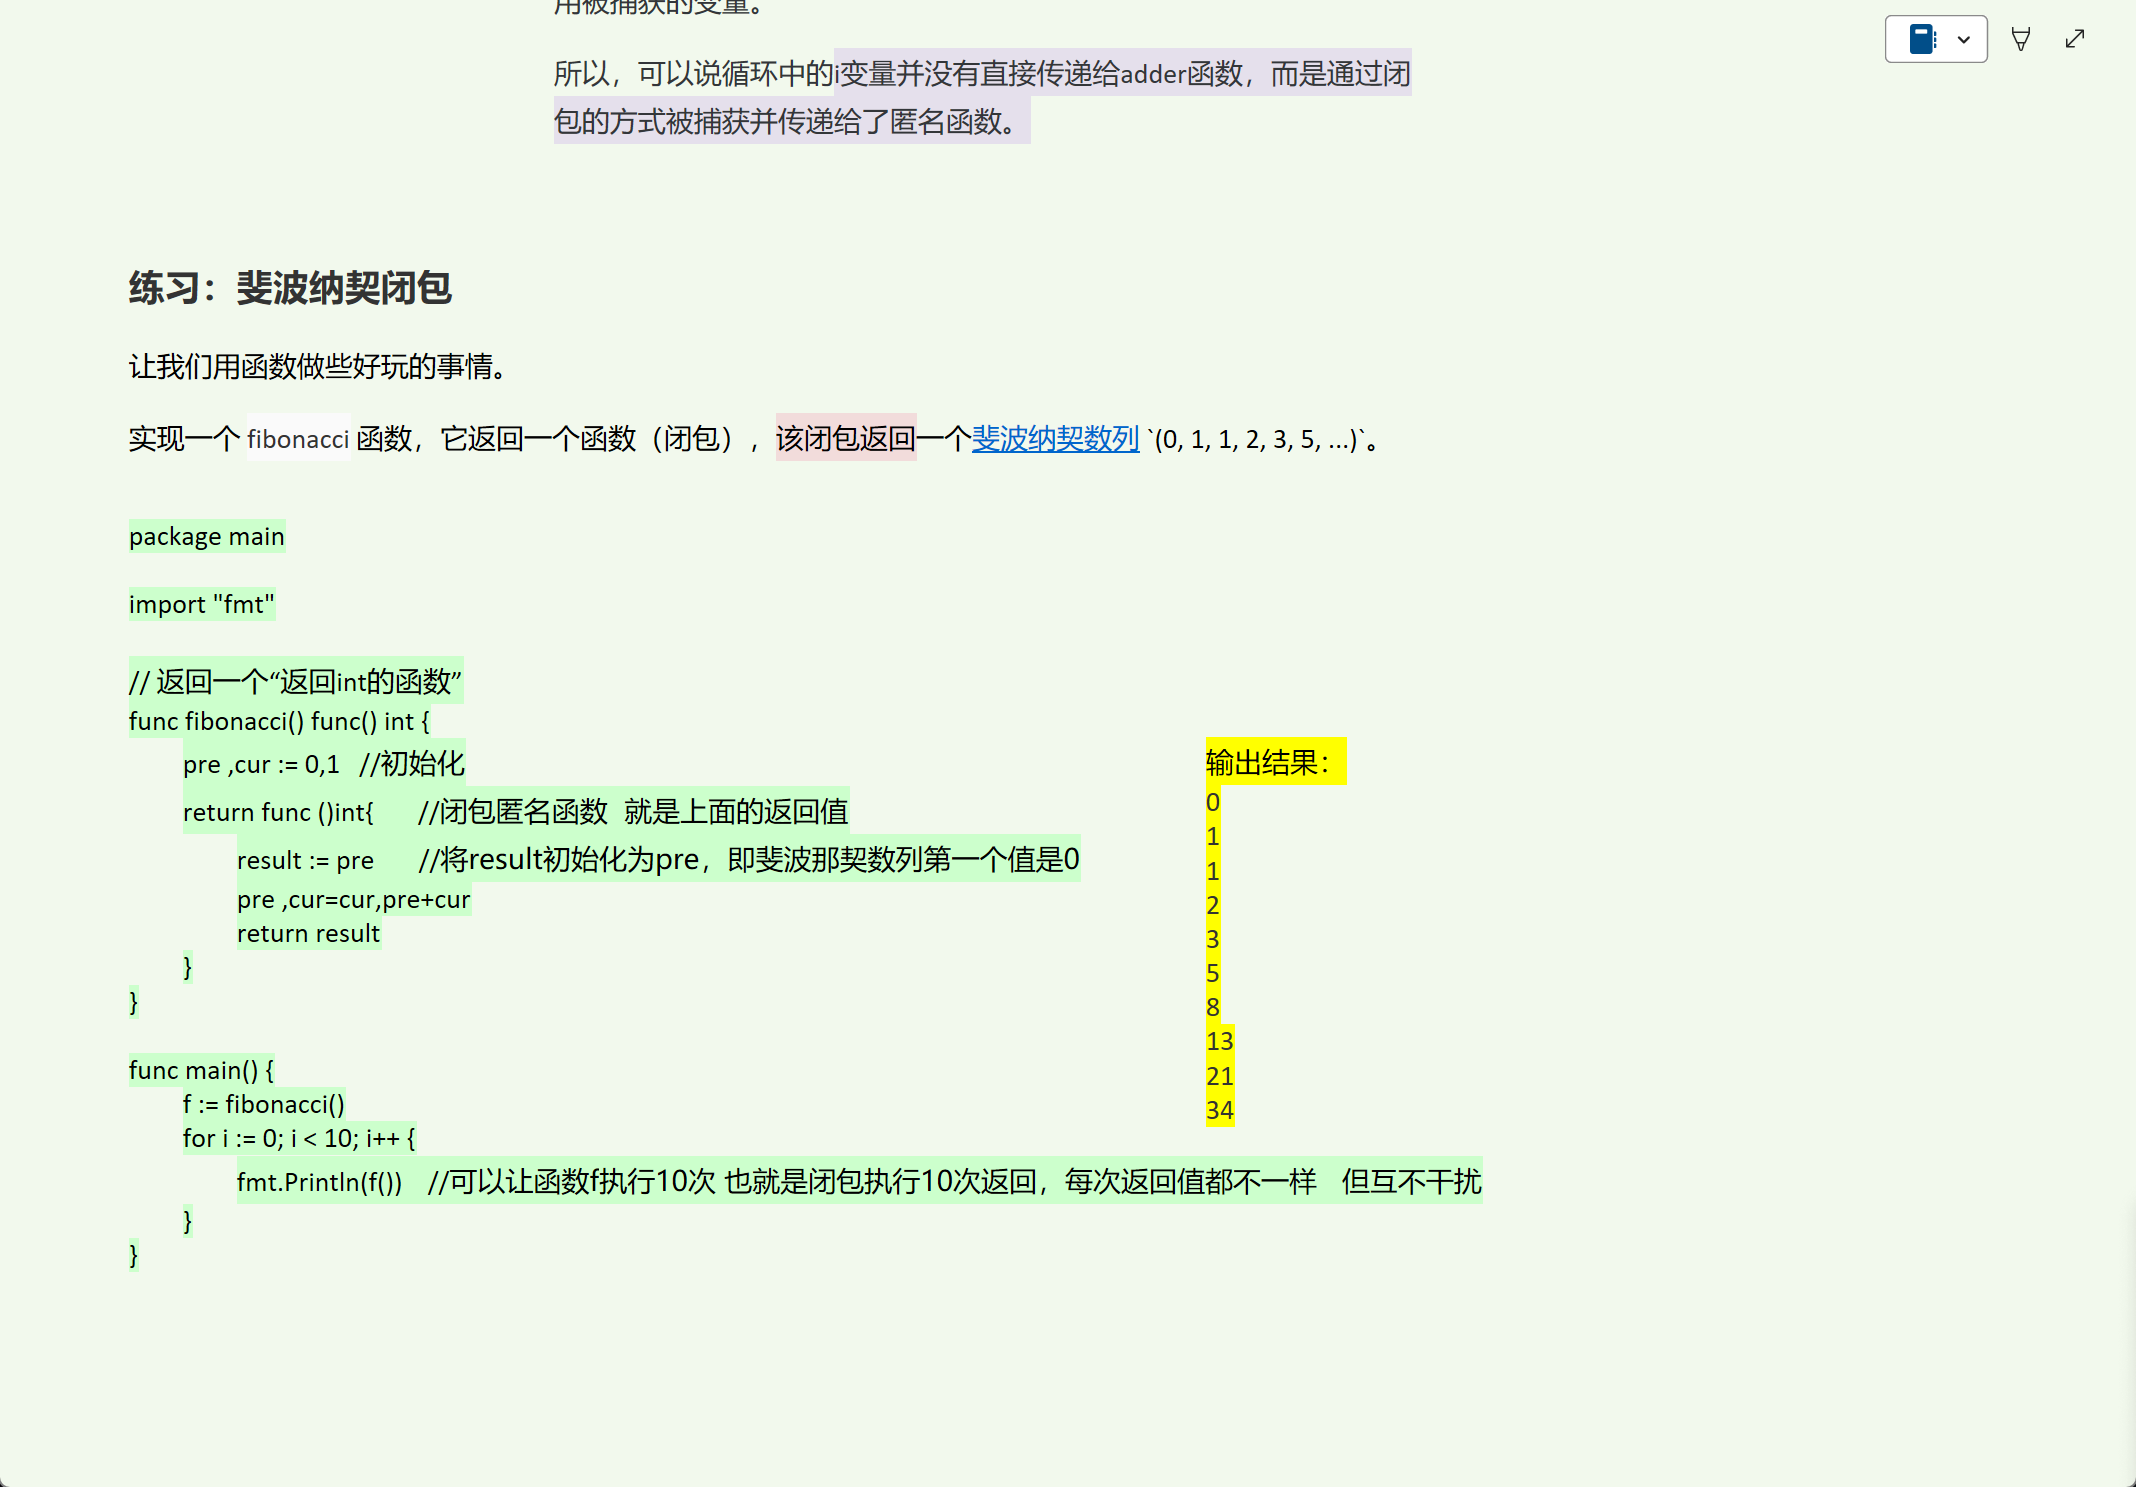 用被捕获的变量。
所以，可以说循环中的i变量并没有直接传递给adder函数，而是通过闭
包的方式被捕获并传递给了匿名函数。
练习：斐波纳契闭包
让我们用函数做些好玩的事情。
实现一个 fibonacci 函数，它返回一个函数（闭包），该闭包返回一个斐波纳契数列 `(0, 1, 1, 2, 3, 5, ...)`。
package main
import "fmt"
// 返回一个“返回int的函数”
func fibonacci() func() int {
pre ,cur := 0,1 //初始化
return func ()int{ //闭包匿名函数 就是上面的返回值
result := pre //将result初始化为pre，即斐波那契数列第一个值是0
pre ,cur=cur,pre+cur
return result
}
}
func main() {
f := fibonacci()
for i := 0; i < 10; i++ {
fmt.Println(f()) //可以让函数f执行10次 也就是闭包执行10次返回，每次返回值都不一样 但互不干扰
}
}
输出结果：
0
1
1
2
3
5
8
13
21
34